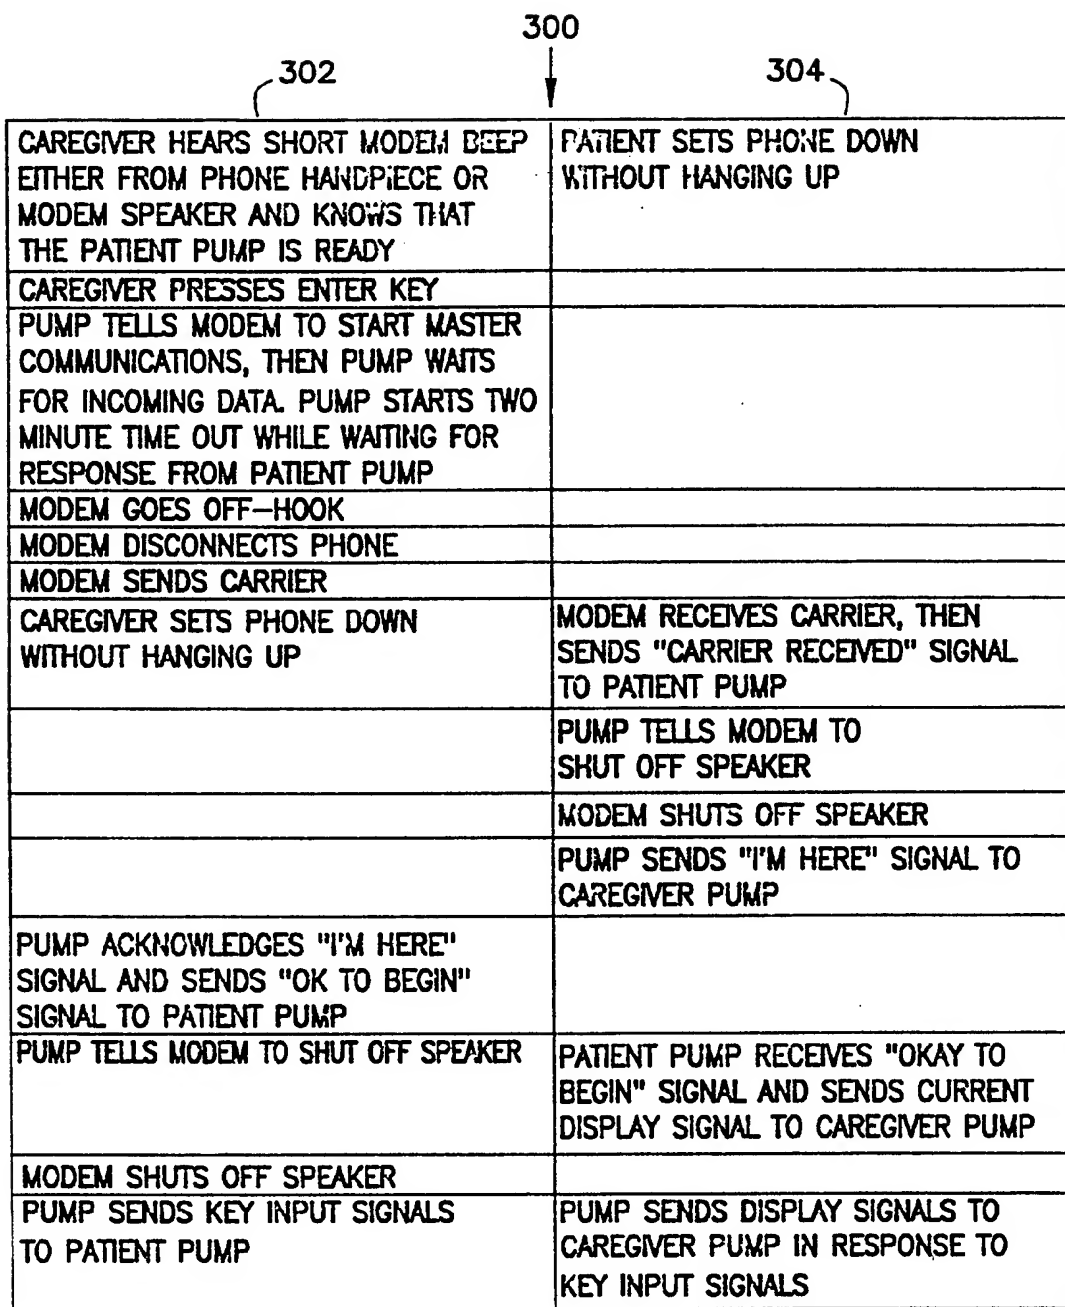 300
302
304
CAREGIVER HEARS SHORT MODEM BEEP
EITHER FROM PHONE HANDPIECE OR
MODEM SPEAKER AND KNOWS THAT
THE PATIENT PUMP IS READY
PATIENT SETS PHONE DOWN
WITHOUT HANGING UP
CAREGIVER PRESSES ENTER KEY
PUMP TELLS MODEM TO START MASTER
COMMUNICATIONS, THEN PUMP WAITS
FOR INCOMING DATA. PUMP STARTS TWO
MINUTE TIME OUT WHILE WAITING FOR
RESPONSE FROM PATIENT PUMP
MODEM GOES OFF-HOOK
MODEM DISCONNECTS PHONE
MODEM SENDS CARRIER
CAREGIVER SETS PHONE DOWN
WITHOUT HANGING UP
MODEM RECEIVES CARRIER, THEN
SENDS "CARRIER RECEIVED" SIGNAL
TO PATIENT PUMP
PUMP TELLS MODEM TO
SHUT OFF SPEAKER
MODEM SHUTS OFF SPEAKER
PUMP SENDS "I'M HERE" SIGNAL TO
CAREGIVER PUMP
PUMP ACKNOWLEDGES "I'M HERE"
SIGNAL AND SENDS "OK TO BEGIN"
SIGNAL TO PATIENT PUMP
PUMP TELLS MODEM TO SHUT OFF SPEAKER
PATIENT PUMP RECEIVES "OKAY TO
BEGIN" SIGNAL AND SENDS CURRENT
DISPLAY SIGNAL TO CAREGIVER PUMP
MODEM SHUTS OFF SPEAKER
PUMP SENDS KEY INPUT SIGNALS
TO PATIENT PUMP
PUMP SENDS DISPLAY SIGNALS TO
CAREGIVER PUMP IN RESPONSE TO
KEY INPUT SIGNALS